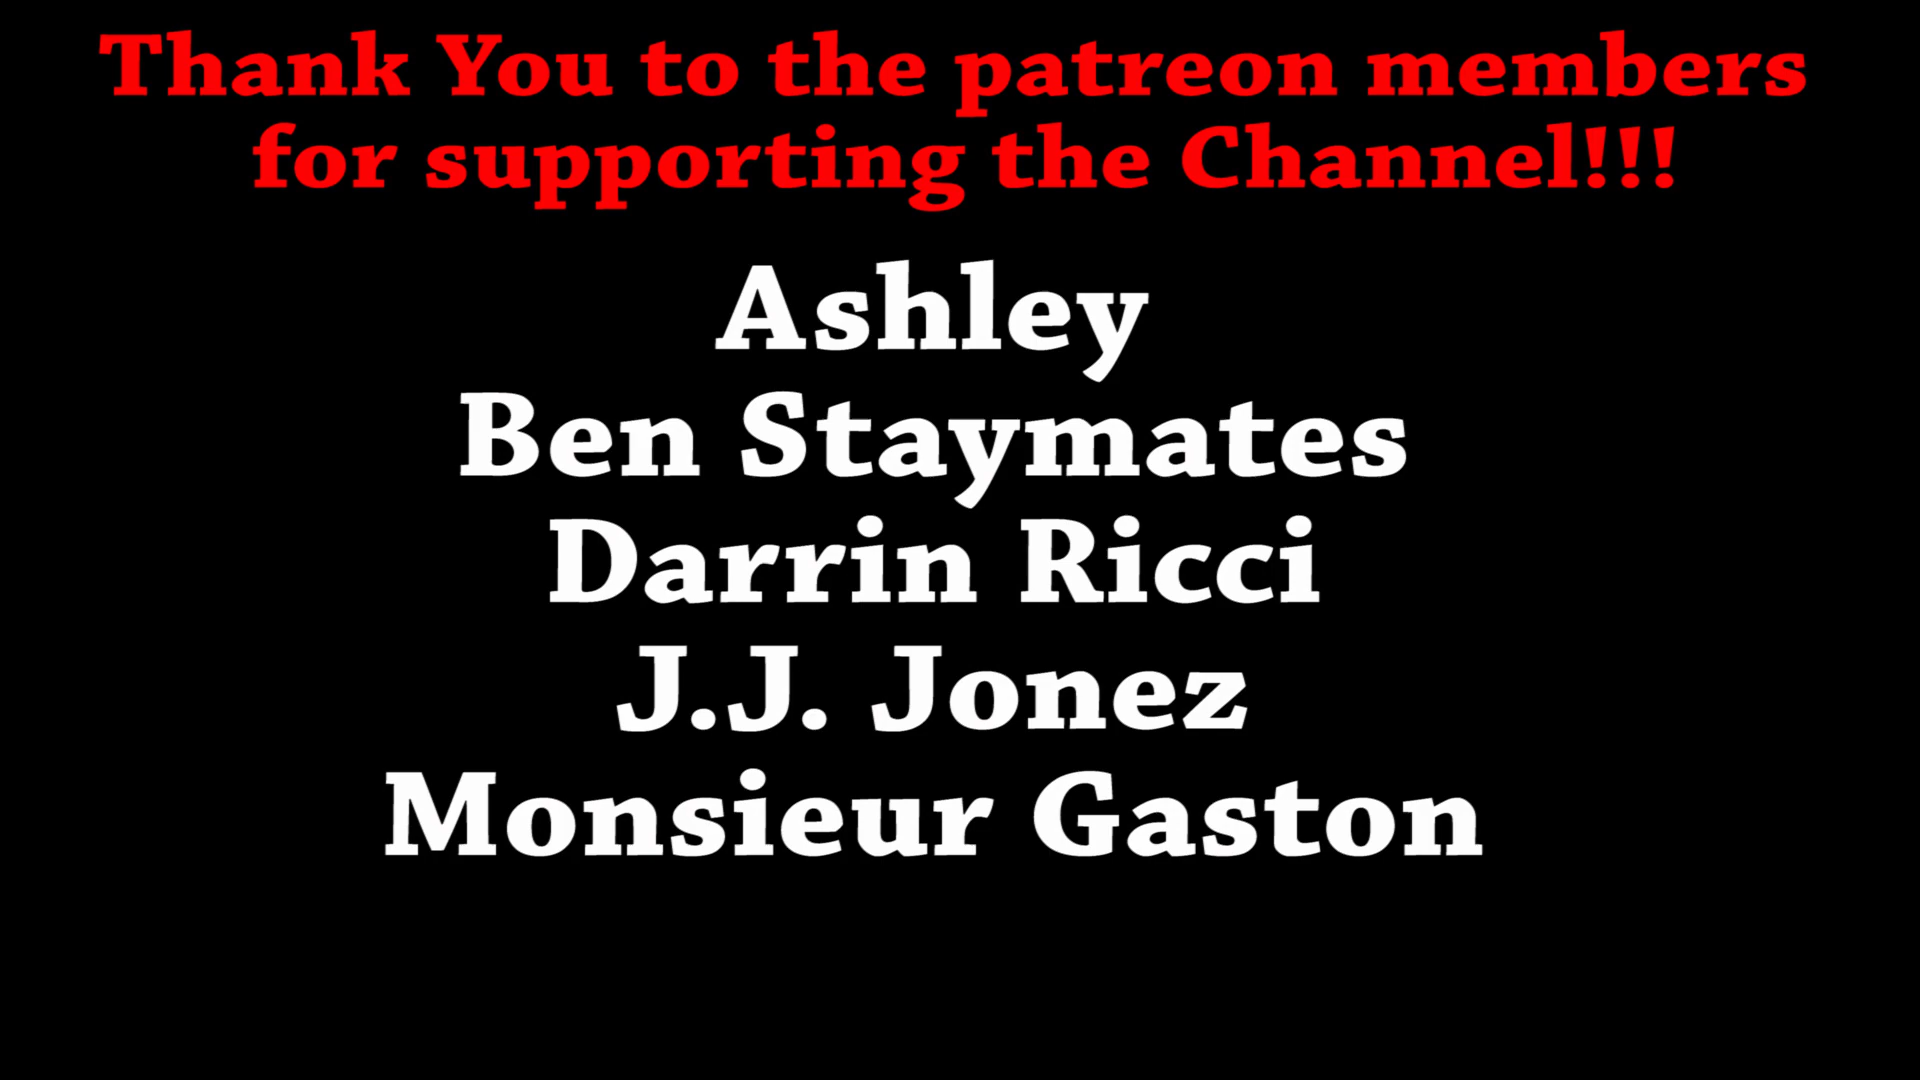 Thank You to the patreon members
for supporting the Channel!!!
Ashley
Ben Staymates
Darrin Ricci
J.J. Jonez
Monsieur Gaston